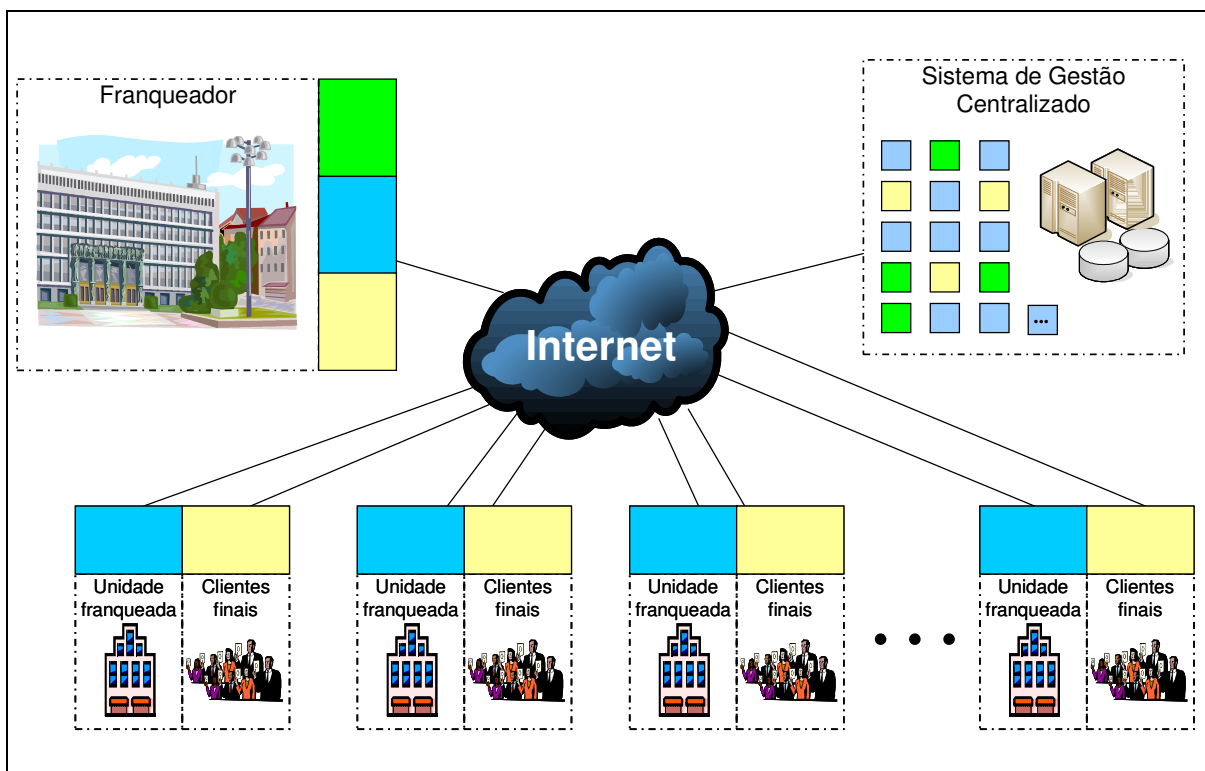 Franqueador
Sistema de Gestão
Centralizado
...
Internet
Unidade
franqueada
Clientes
finais
Unidade
franqueada
Clientes
finais
Unidade
franqueada
Clientes
finais
Unidade
franqueada
Clientes
finais